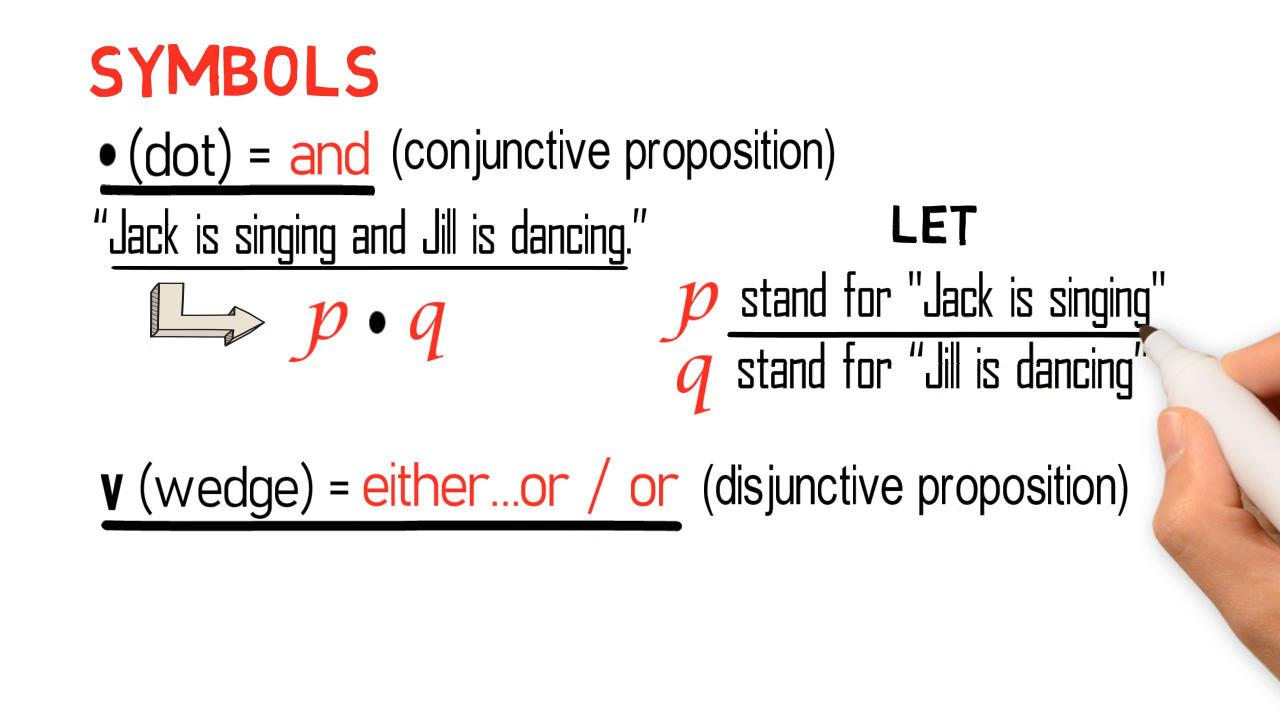 SYMBOLS
• (dot) = and (conjunctive proposition)
“Jack is singing and Jill is dancing.”
LET
p • q
p stand for "Jack is singing"
q stand for “Jill is dancing”
v (wedge) = either...or / or (disjunctive proposition)